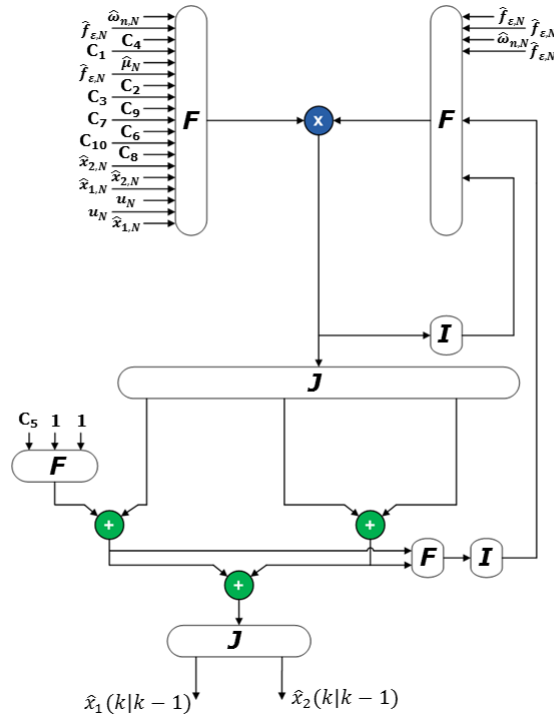 ω̂ₙ,N
f̂ε,N
C₄
C₁
μ̂N
f̂ε,N
C₂
C₃
C₉
C₇
C₆
C₁₀
C₈
x̂₂,N
x̂₂,N
x̂₁,N
uN
uN
x̂₁,N
F
x
F
f̂ε,N
f̂ε,N
ω̂ₙ,N
f̂ε,N
I
J
C₅ 1 1
F
+
+
F
I
+
J
x̂₁(k|k − 1)
x̂₂(k|k − 1)